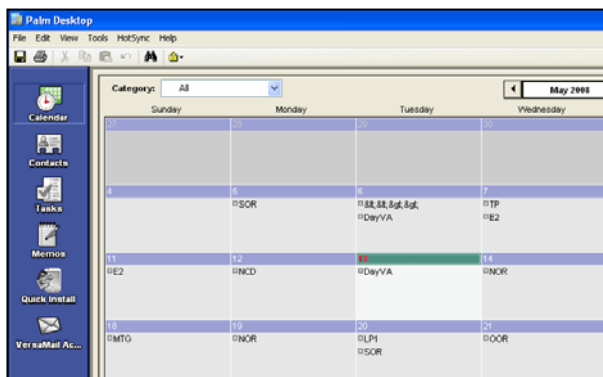 Palm Desktop
File Edit View Tools HotSync Help
Category: All
May 2008
Sunday Monday Tuesday Wednesday
27 28 29 30
Calendar
Contacts
Tasks
Memos
Quick Install
VersaMail Ac...
4 5 6 7
SOR &lt; &lt; &gt; &gt; TP
DayVA E2
11 12 13 14
E2 NCD DayVA NOR
18 19 20 21
MTG NOR LP1 OOR
SOR